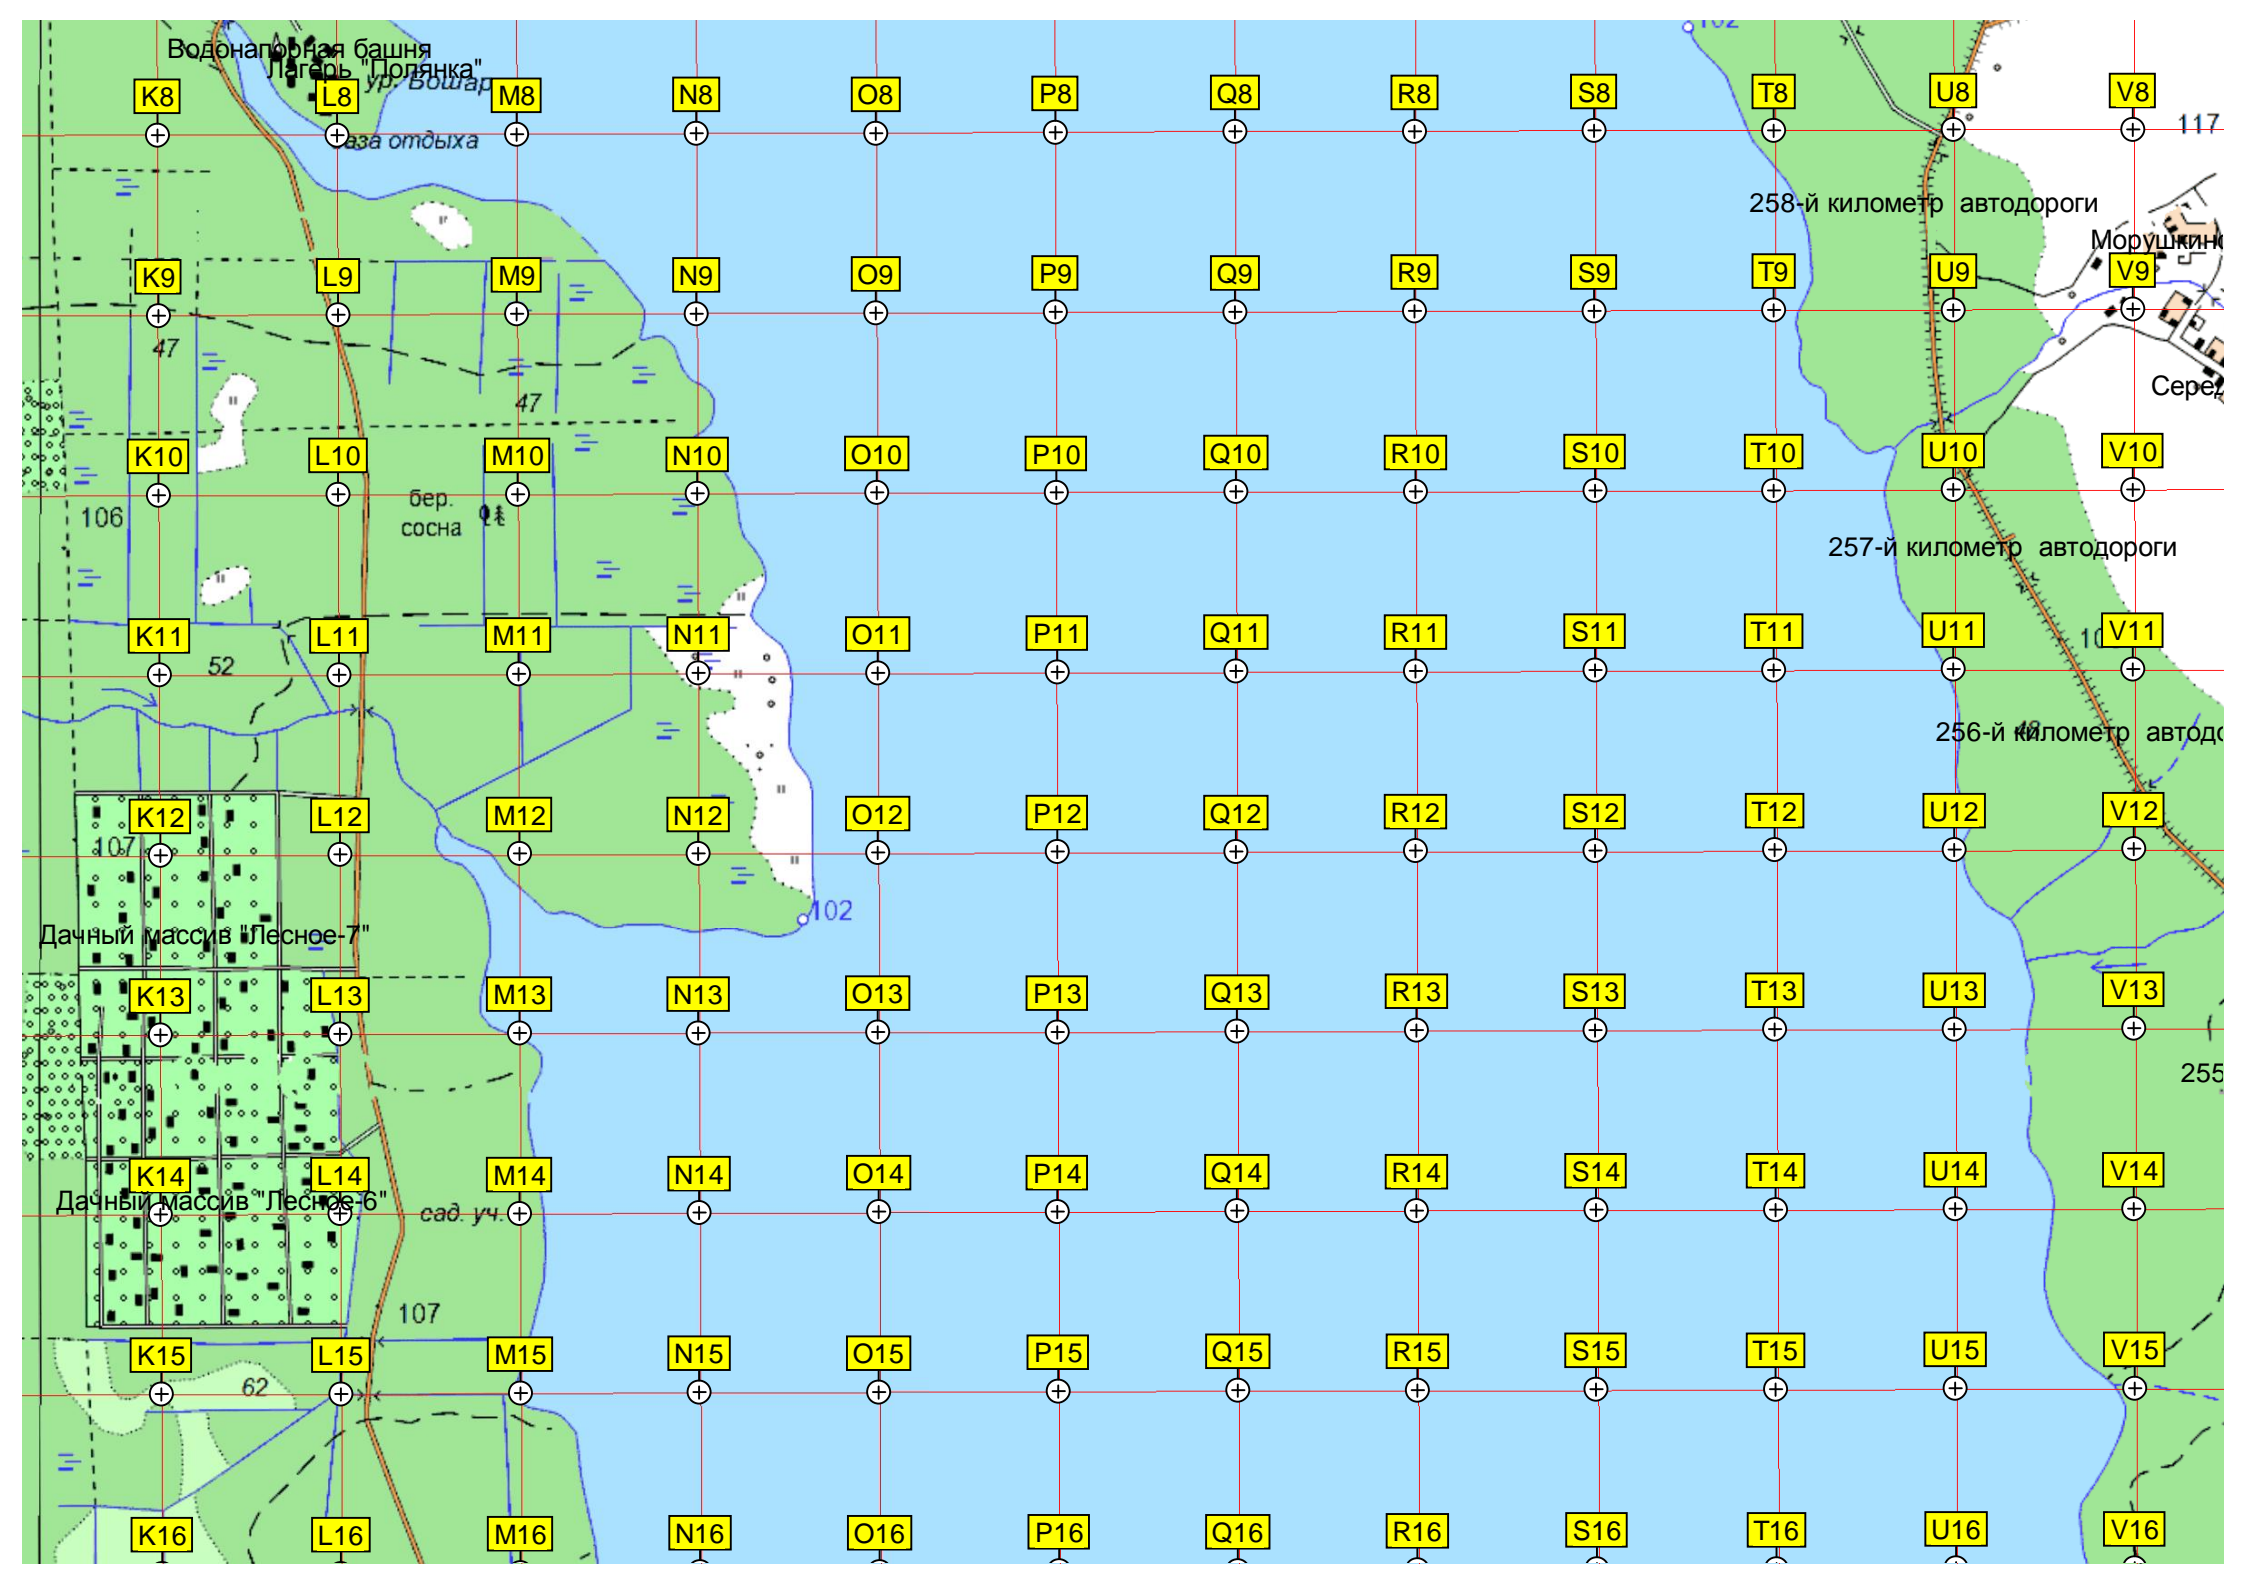 102
Водонапорная башня
Лагерь "Полянка"
ур. Бошар
K8 L8 M8 N8 O8 P8 Q8 R8 S8 T8 U8 V8
117
аза отдыха
258-й километр автодороги
Морушкино
K9 L9 M9 N9 O9 P9 Q9 R9 S9 T9 U9 V9
47
Серед
47
K10 L10 M10 N10 O10 P10 Q10 R10 S10 T10 U10 V10
бер.
сосна
106
257-й километр автодороги
K11 L11 M11 N11 O11 P11 Q11 R11 S11 T11 U11 V11
52
48
256-й километр автодо
K12 L12 M12 N12 O12 P12 Q12 R12 S12 T12 U12 V12
107
102
Дачный массив "Лесное-7"
K13 L13 M13 N13 O13 P13 Q13 R13 S13 T13 U13 V13
255
K14 L14 M14 N14 O14 P14 Q14 R14 S14 T14 U14 V14
Дачный массив "Лесное-6"
сад. уч.
107
K15 L15 M15 N15 O15 P15 Q15 R15 S15 T15 U15 V15
62
K16 L16 M16 N16 O16 P16 Q16 R16 S16 T16 U16 V16